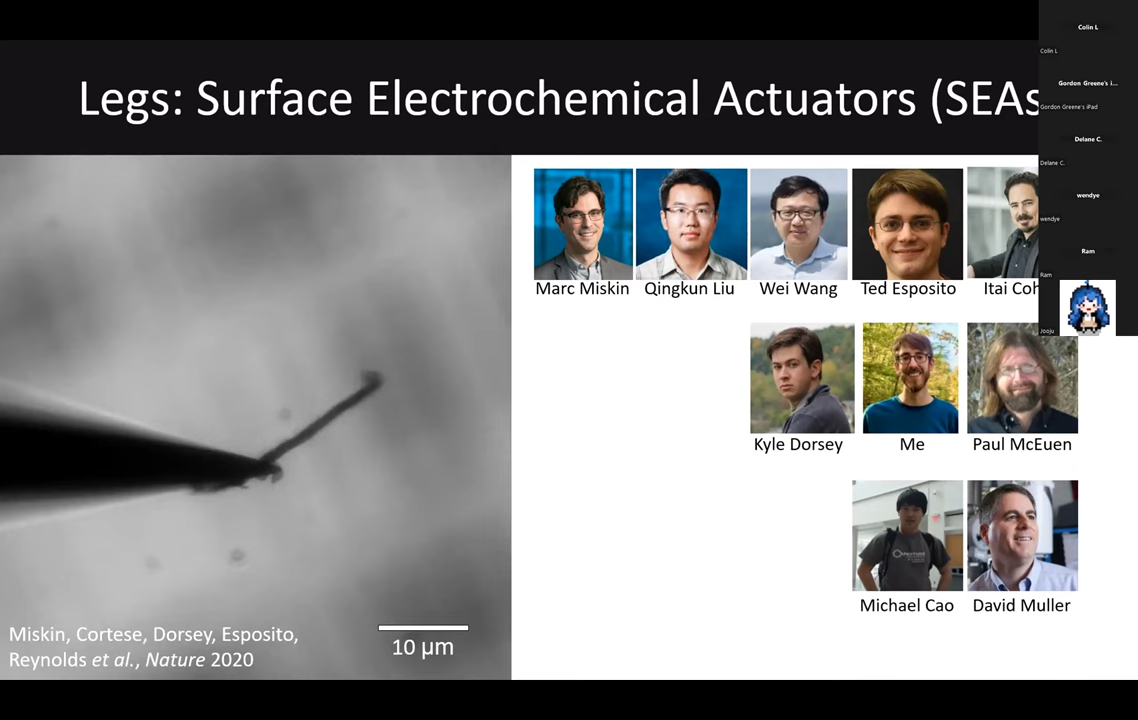 Legs: Surface Electrochemical Actuators (SEAs
Colin L
Colin L
Gordon Greene's i...
Gordon Greene's iPad
Delane C.
Delane C.
wendye
wendye
Ram
Ram
Jooju
Marc Miskin
Qingkun Liu
Wei Wang
Ted Esposito
Itai Coh
Kyle Dorsey
Me
Paul McEuen
Michael Cao
David Muller
Miskin, Cortese, Dorsey, Esposito,
Reynolds et al., Nature 2020
10 µm